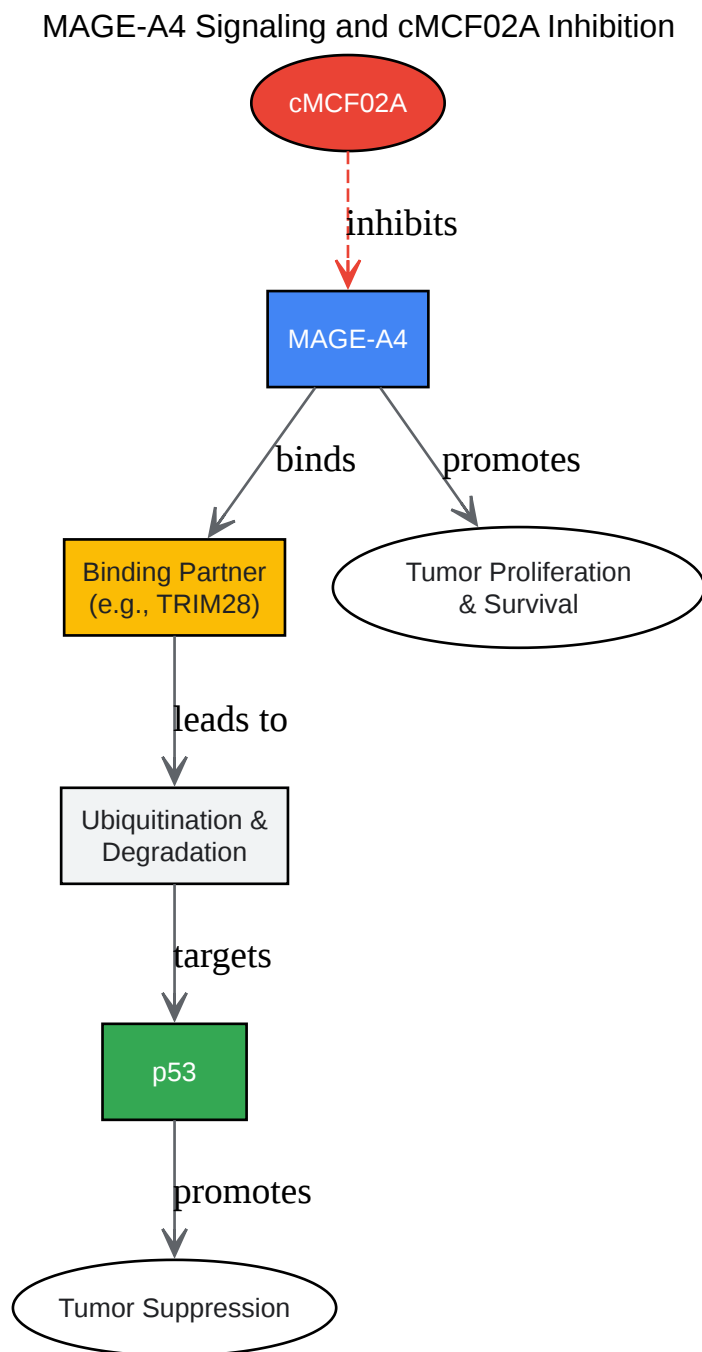 MAGE-A4 Signaling and cMCF02A Inhibition
cMCF02A
inhibits
MAGE-A4
binds
promotes
Binding Partner
(e.g., TRIM28)
Tumor Proliferation
& Survival
leads to
Ubiquitination &
Degradation
targets
p53
promotes
Tumor Suppression